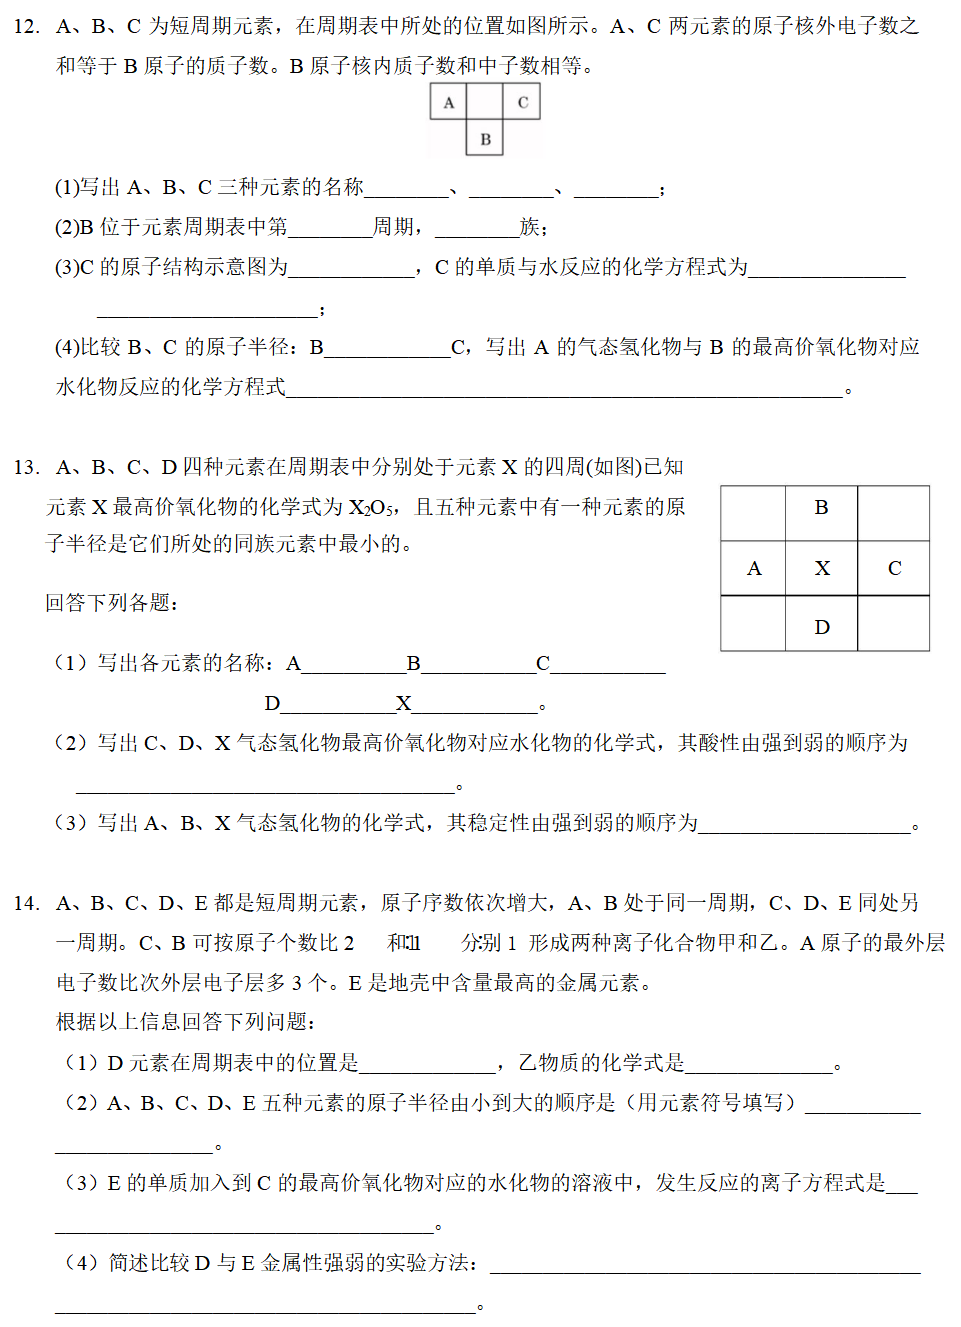 12. A、B、C 为短周期元素，在周期表中所处的位置如图所示。A、C 两元素的原子核外电子数之
和等于 B 原子的质子数。B 原子核内质子数和中子数相等。
A C
B
(1)写出 A、B、C 三种元素的名称________、________、________；
(2)B 位于元素周期表中第________周期，________族；
(3)C 的原子结构示意图为____________，C 的单质与水反应的化学方程式为_______________
_____________________；
(4)比较 B、C 的原子半径：B____________C，写出 A 的气态氢化物与 B 的最高价氧化物对应
水化物反应的化学方程式_____________________________________________________。
13. A、B、C、D 四种元素在周期表中分别处于元素 X 的四周(如图)已知
元素 X 最高价氧化物的化学式为 X₂O₅，且五种元素中有一种元素的原
子半径是它们所处的同族元素中最小的。
B
A X C
D
回答下列各题：
（1）写出各元素的名称：A__________B___________C___________
D___________X____________。
（2）写出 C、D、X 气态氢化物最高价氧化物对应水化物的化学式，其酸性由强到弱的顺序为
____________________________________。
（3）写出 A、B、X 气态氢化物的化学式，其稳定性由强到弱的顺序为____________________。
14. A、B、C、D、E 都是短周期元素，原子序数依次增大，A、B 处于同一周期，C、D、E 同处另
一周期。C、B 可按原子个数比 2 和∶11 分∶别 1 形成两种离子化合物甲和乙。A 原子的最外层
电子数比次外层电子层多 3 个。E 是地壳中含量最高的金属元素。
根据以上信息回答下列问题：
（1）D 元素在周期表中的位置是_____________，乙物质的化学式是______________。
（2）A、B、C、D、E 五种元素的原子半径由小到大的顺序是（用元素符号填写）___________
_______________。
（3）E 的单质加入到 C 的最高价氧化物对应的水化物的溶液中，发生反应的离子方程式是___
____________________________________。
（4）简述比较 D 与 E 金属性强弱的实验方法：_________________________________________
________________________________________。